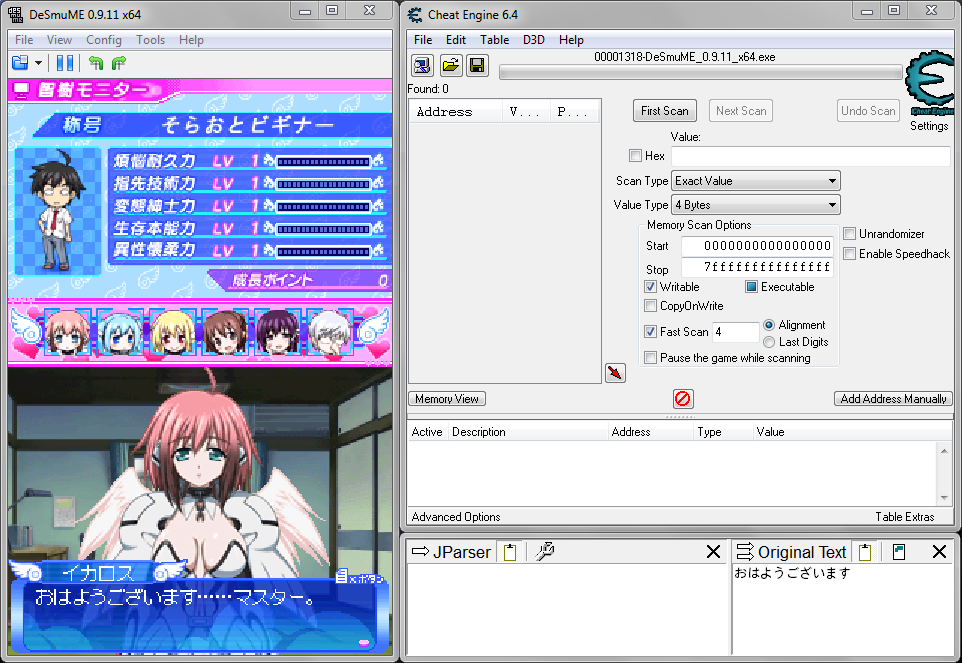 DeSmuME 0.9.11 x64
File View Config Tools Help
智樹モニター
称号 そらおとビギナー
煩悩耐久力 LV 1
指先技術力 LV 1
変態紳士力 LV 1
生存本能力 LV 1
異性懐柔力 LV 1
成長ポイント 0
イカロス
×ボタン
おはようございます……マスター。
Cheat Engine 6.4
File Edit Table D3D Help
00001318-DeSmuME_0.9.11_x64.exe
Found: 0
Address V... P...
First Scan Next Scan Undo Scan
Cheat Engine
Settings
Value:
Hex
Scan Type Exact Value
Value Type 4 Bytes
Memory Scan Options
Start 0000000000000000
Stop 7fffffffffffffff
Writable Executable
CopyOnWrite
Fast Scan 4 Alignment
Last Digits
Pause the game while scanning
Unrandomizer
Enable Speedhack
Memory View Add Address Manually
Active Description Address Type Value
Advanced Options Table Extras
JParser
Original Text
おはようございます